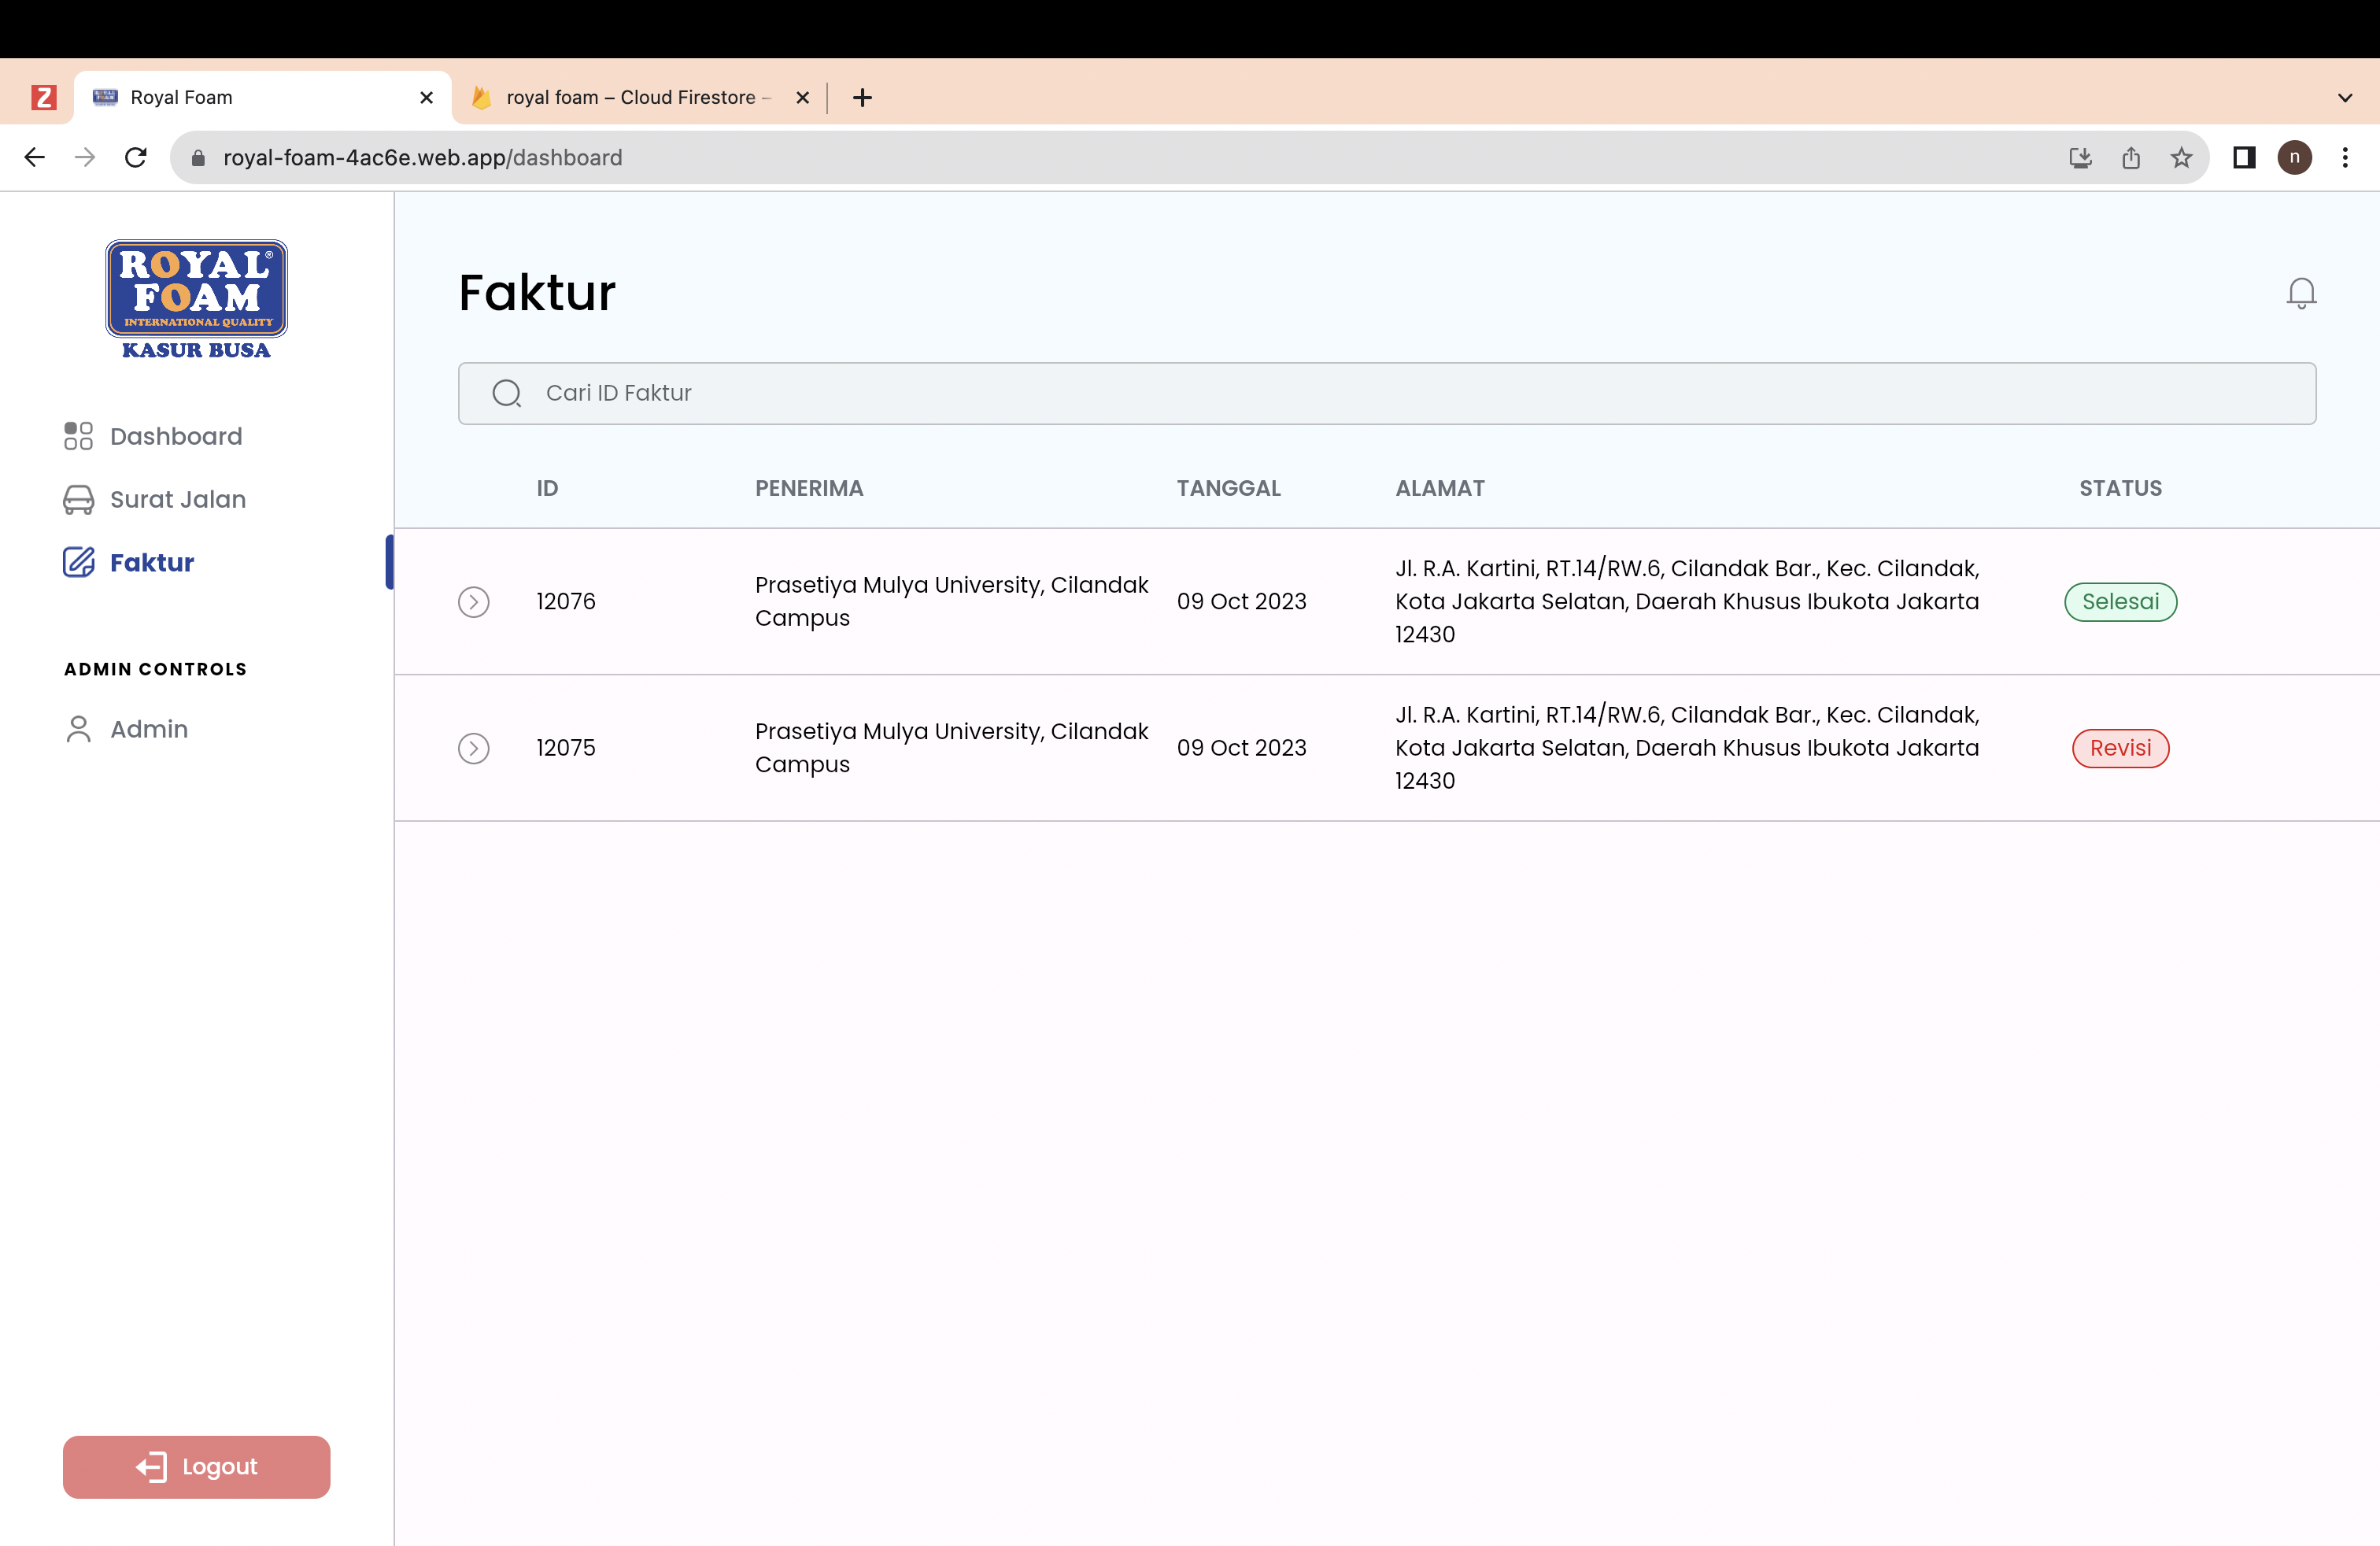 Z
Royal Foam
royal foam – Cloud Firestore –
royal-foam-4ac6e.web.app/dashboard
n
ROYAL®
FOAM
INTERNATIONAL QUALITY
KASUR BUSA
Dashboard
Surat Jalan
Faktur
ADMIN CONTROLS
Admin
Logout
Faktur
Cari ID Faktur
ID PENERIMA TANGGAL ALAMAT STATUS
12076
Prasetiya Mulya University, Cilandak
Campus
09 Oct 2023
Jl. R.A. Kartini, RT.14/RW.6, Cilandak Bar., Kec. Cilandak,
Kota Jakarta Selatan, Daerah Khusus Ibukota Jakarta
12430
Selesai
12075
Prasetiya Mulya University, Cilandak
Campus
09 Oct 2023
Jl. R.A. Kartini, RT.14/RW.6, Cilandak Bar., Kec. Cilandak,
Kota Jakarta Selatan, Daerah Khusus Ibukota Jakarta
12430
Revisi